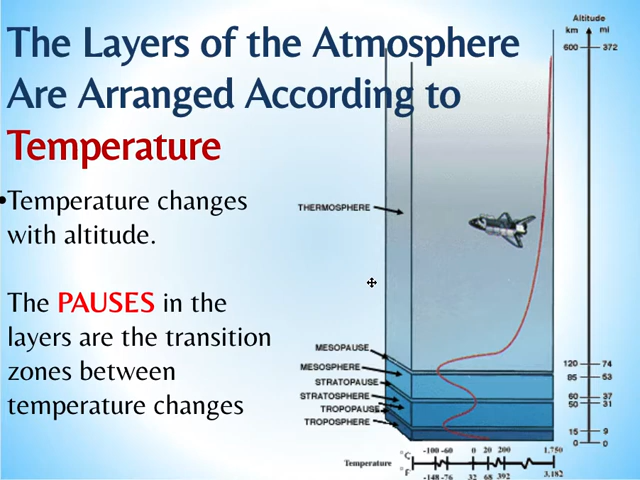 The Layers of the Atmosphere
Are Arranged According to
Temperature
•Temperature changes
with altitude.
The PAUSES in the
layers are the transition
zones between
temperature changes
Altitude
km mi
600 372
THERMOSPHERE
MESOPAUSE
MESOSPHERE
STRATOPAUSE
STRATOSPHERE
TROPOPAUSE
TROPOSPHERE
120 74
85 53
60 37
50 31
15 9
0 0
Temperature
°C -100 -60 0 20 200 1.750
°F -148 -76 32 68 392 3.182